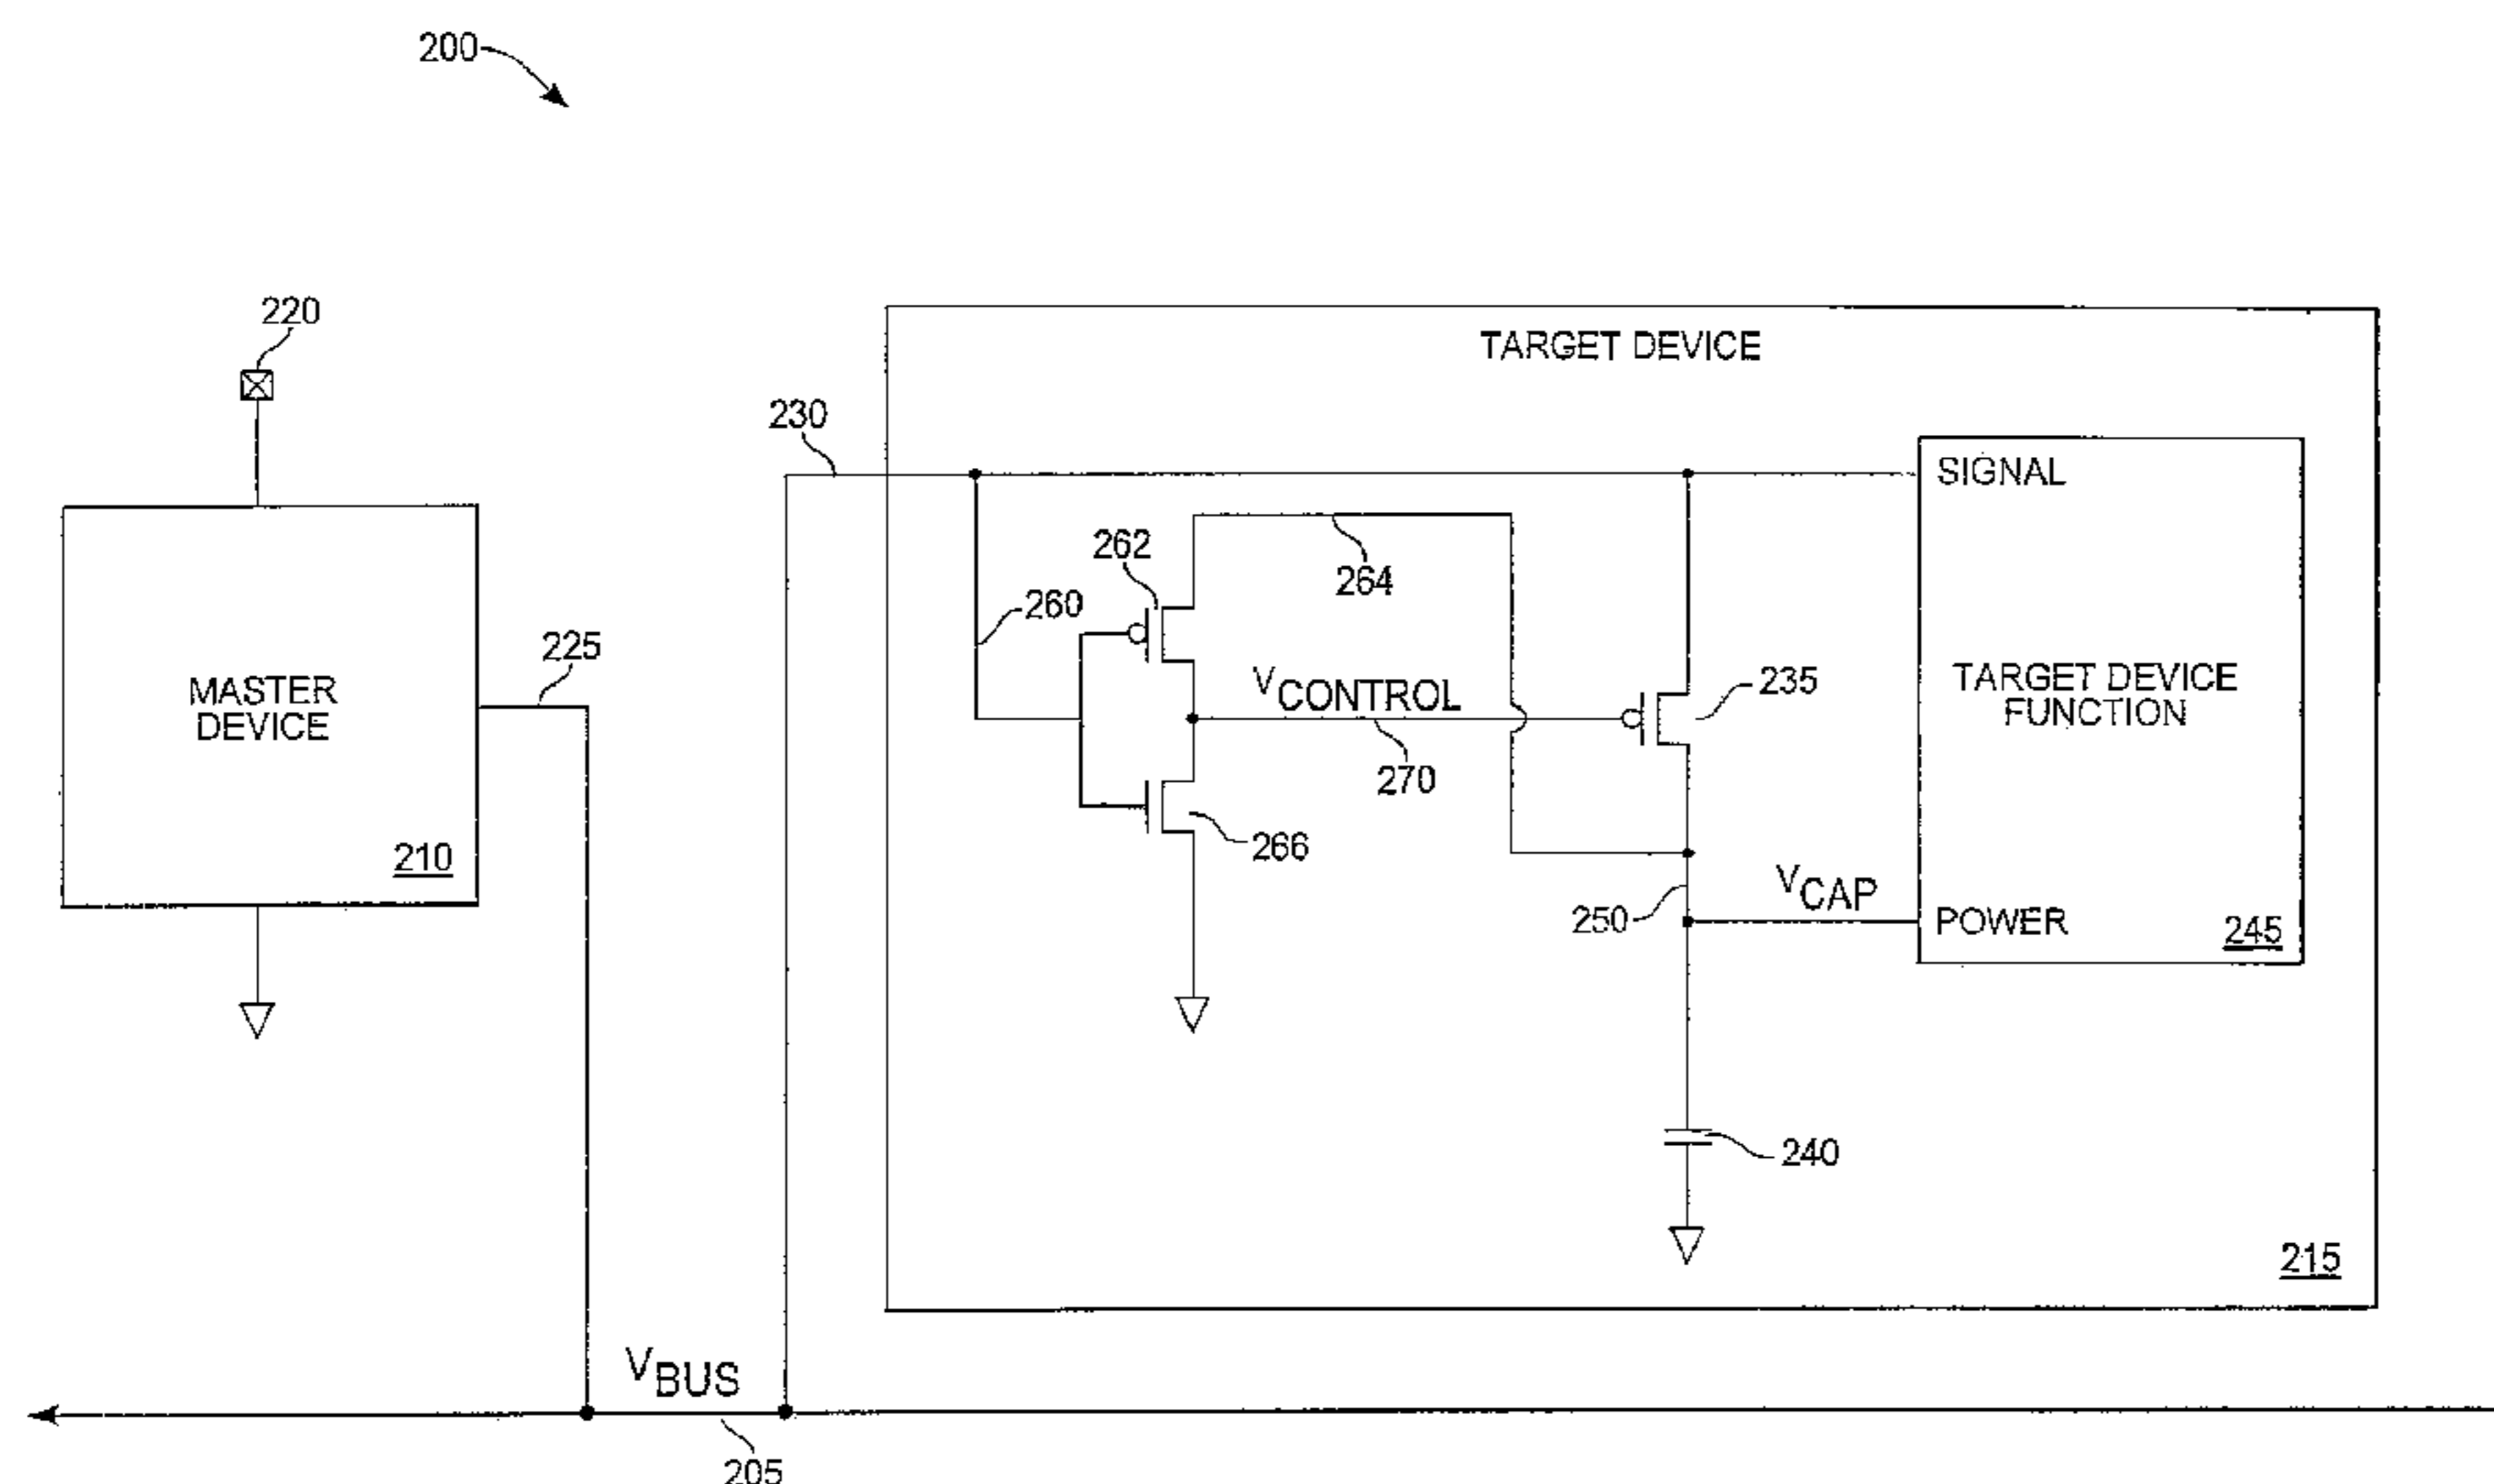 200
220
TARGET DEVICE
230
SIGNAL
262
264
260
225
235
MASTER
DEVICE
VCONTROL
TARGET DEVICE
FUNCTION
270
266
210
VCAP
250
POWER
245
240
215
VBUS
205